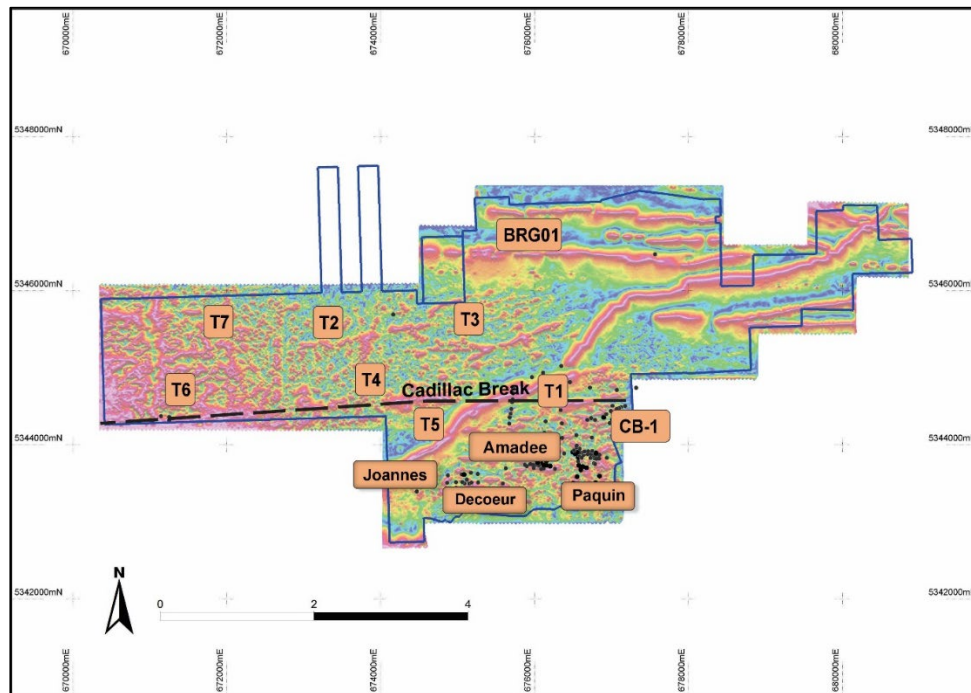 670000mE
672000mE
674000mE
676000mE
678000mE
680000mE
5348000mN
5348000mN
BRG01
5346000mN
5346000mN
T7
T2
T3
T6
T4
T1
Cadillac Break
T5
CB-1
5344000mN
5344000mN
Amadee
Joannes
Decoeur
Paquin
N
0
2
4
5342000mN
5342000mN
670000mE
672000mE
674000mE
676000mE
678000mE
680000mE